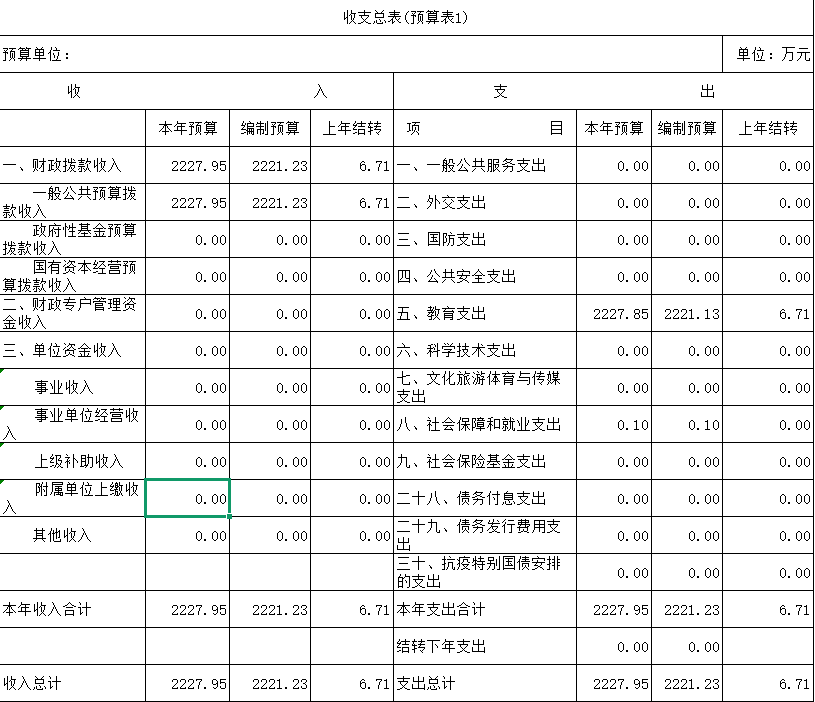 收支总表(预算表1)
预算单位: 单位: 万元
收 入 支 出
本年预算 编制预算 上年结转 项 目 本年预算 编制预算 上年结转
一、财政拨款收入 2227.95 2221.23 6.71 一、一般公共服务支出 0.00 0.00 0.00
一般公共预算拨
款收入 2227.95 2221.23 6.71 二、外交支出 0.00 0.00 0.00
政府性基金预算
拨款收入 0.00 0.00 0.00 三、国防支出 0.00 0.00 0.00
国有资本经营预
算拨款收入 0.00 0.00 0.00 四、公共安全支出 0.00 0.00 0.00
二、财政专户管理资
金收入 0.00 0.00 0.00 五、教育支出 2227.85 2221.13 6.71
三、单位资金收入 0.00 0.00 0.00 六、科学技术支出 0.00 0.00 0.00
事业收入 0.00 0.00 0.00 七、文化旅游体育与传媒
支出 0.00 0.00 0.00
事业单位经营收
入 0.00 0.00 0.00 八、社会保障和就业支出 0.10 0.10 0.00
上级补助收入 0.00 0.00 0.00 九、社会保险基金支出 0.00 0.00 0.00
附属单位上缴收
入 0.00 0.00 0.00 二十八、债务付息支出 0.00 0.00 0.00
其他收入 0.00 0.00 0.00 二十九、债务发行费用支
出 0.00 0.00 0.00
三十、抗疫特别国债安排
的支出 0.00 0.00 0.00
本年收入合计 2227.95 2221.23 6.71 本年支出合计 2227.95 2221.23 6.71
结转下年支出 0.00 0.00
收入总计 2227.95 2221.23 6.71 支出总计 2227.95 2221.23 6.71